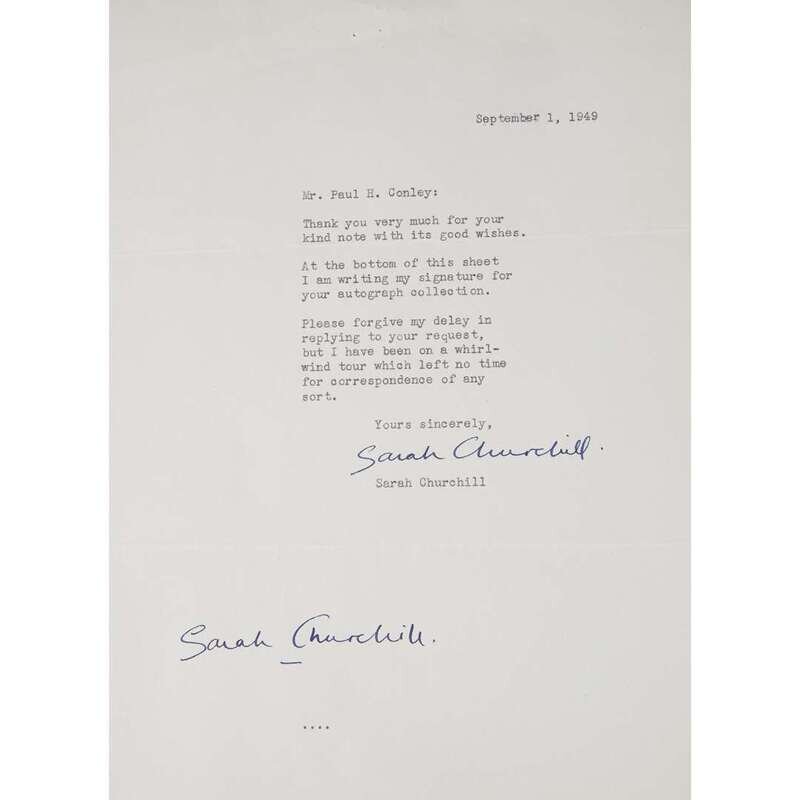 September 1, 1949
Mr. Paul H. Conley:
Thank you very much for your
kind note with its good wishes.
At the bottom of this sheet
I am writing my signature for
your autograph collection.
Please forgive my delay in
replying to your request,
but I have been on a whirl-
wind tour which left no time
for correspondence of any
sort.
Yours sincerely,
Sarah Churchill.
Sarah Churchill
Sarah Churchill.
....